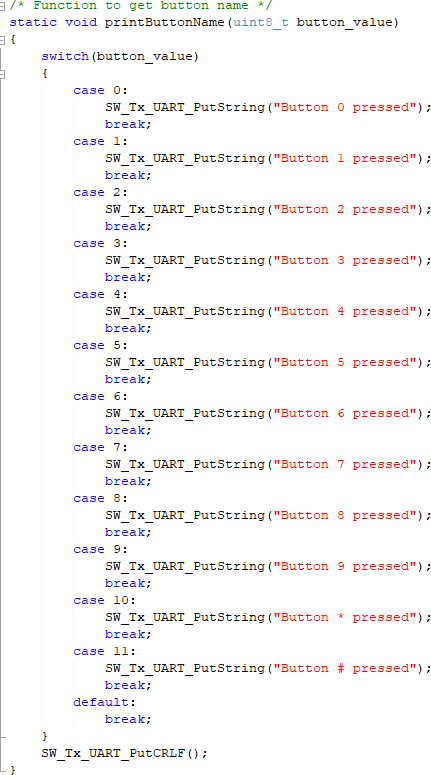 /* Function to get button name */
static void printButtonName(uint8_t button_value)
{
    switch(button_value)
    {
        case 0:
            SW_Tx_UART_PutString("Button 0 pressed");
            break;
        case 1:
            SW_Tx_UART_PutString("Button 1 pressed");
            break;
        case 2:
            SW_Tx_UART_PutString("Button 2 pressed");
            break;
        case 3:
            SW_Tx_UART_PutString("Button 3 pressed");
            break;
        case 4:
            SW_Tx_UART_PutString("Button 4 pressed");
            break;
        case 5:
            SW_Tx_UART_PutString("Button 5 pressed");
            break;
        case 6:
            SW_Tx_UART_PutString("Button 6 pressed");
            break;
        case 7:
            SW_Tx_UART_PutString("Button 7 pressed");
            break;
        case 8:
            SW_Tx_UART_PutString("Button 8 pressed");
            break;
        case 9:
            SW_Tx_UART_PutString("Button 9 pressed");
            break;
        case 10:
            SW_Tx_UART_PutString("Button * pressed");
            break;
        case 11:
            SW_Tx_UART_PutString("Button # pressed");
            break;
        default:
            break;
    }
    SW_Tx_UART_PutCRLF();
}